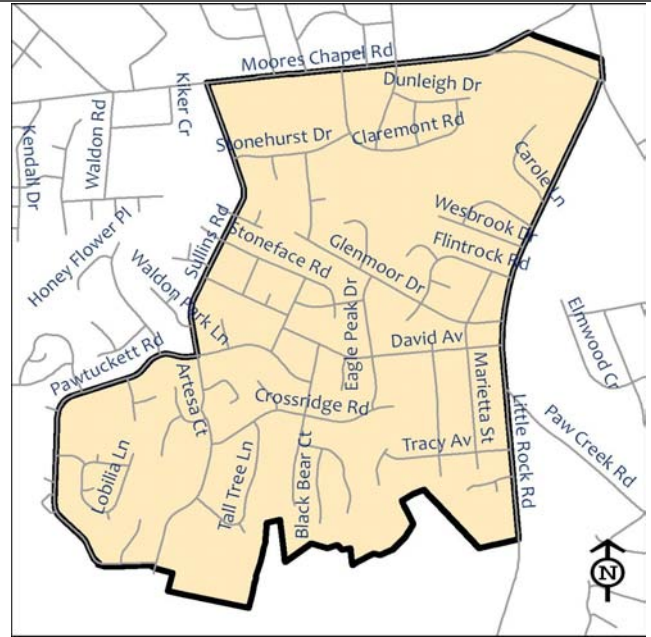 Moores Chapel Rd
Dunleigh Dr
Kiker Cr
Waldon Rd
Kendall Dr
Stonehurst Dr
Claremont Rd
Carole Ln
Wesbrook Dr
Sullins Rd
Honey Flower Pl
Stoneface Rd
Glenmoor Dr
Flintrock Rd
Waldon Park Ln
Eagle Peak Dr
Elmwood Cr
David Av
Pawtuckett Rd
Artesa Ct
Marietta St
Crossridge Rd
Little Rock Rd
Paw Creek Rd
Tracy Av
Lobilia Ln
Tall Tree Ln
Black Bear Ct
N